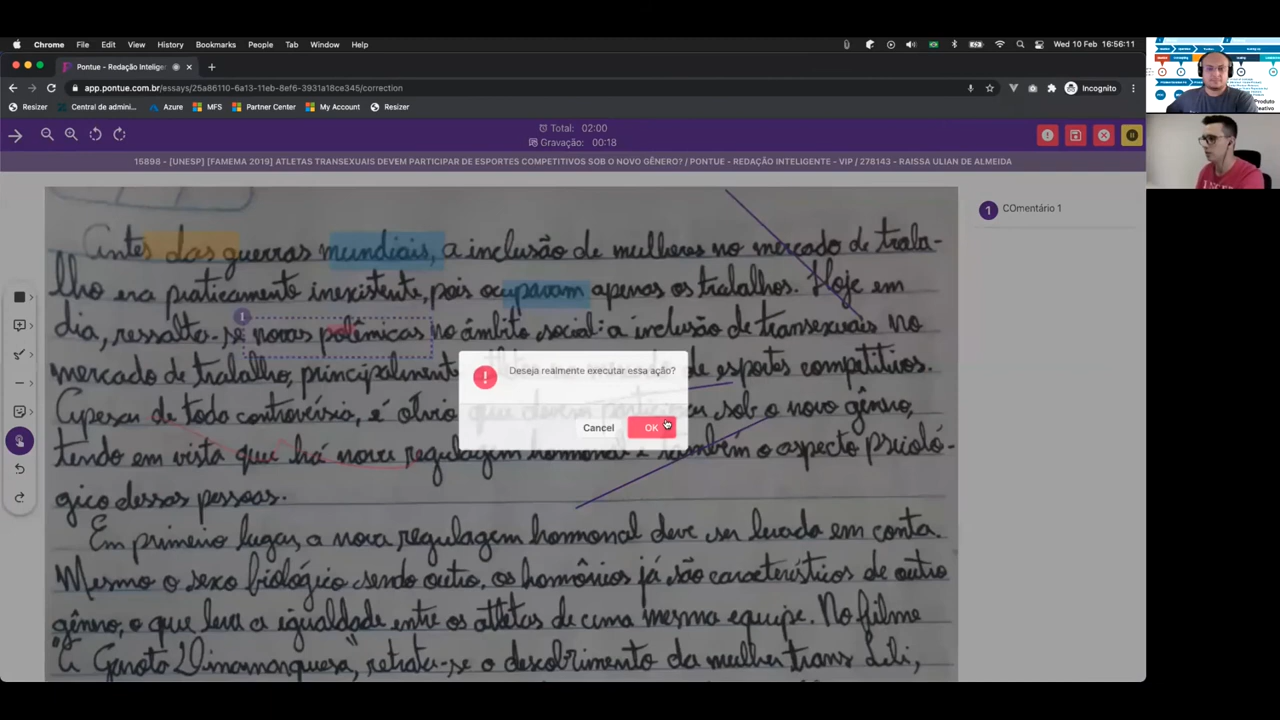 Chrome File Edit View History Bookmarks People Tab Window Help
Wed 10 Feb 16:56:11
Pontue - Redação Intelige
app.pontue.com.br/essays/25a86110-6a13-11eb-8ef6-3931a18ce345/correction
Incognito
Resizer Central de admini... Azure MFS Partner Center My Account Resizer
Total: 02:00
Gravação: 00:18
15898 - [UNESP] [FAMEMA 2019] ATLETAS TRANSEXUAIS DEVEM PARTICIPAR DE ESPORTES COMPETITIVOS SOB O NOVO GÊNERO? / PONTUE - REDAÇÃO INTELIGENTE - VIP / 278143 - RAISSA ULIAN DE ALMEIDA
1 COmentário 1
Antes das guerras mundiais, a inclusão de mulheres no mercado de traba-
lho era praticamente inexistente, pois ocupavam apenas os trabalhos. Hoje em
1
dia, ressalta-se novas polêmicas no âmbito social: a inclusão de transexuais no
mercado de trabalho, principalmente de esportes competitivos.
Deseja realmente executar essa ação?
Apesar de toda controvérsia, é óbvio que devem participar sob o novo gênero,
Cancel OK
tendo em vista que há nova regulagem hormonal e também o aspecto psicoló-
gico dessas pessoas.
Em primeiro lugar, a nova regulagem hormonal deve ser levada em conta.
Mesmo o sexo biológico sendo outro, os hormônios já são característicos de outro
gênero, o que leva a igualdade entre os atletas de uma mesma equipe. No filme
"A Garota Dinamarquesa", retrata-se o descobrimento da mulher trans Lili,
Produto